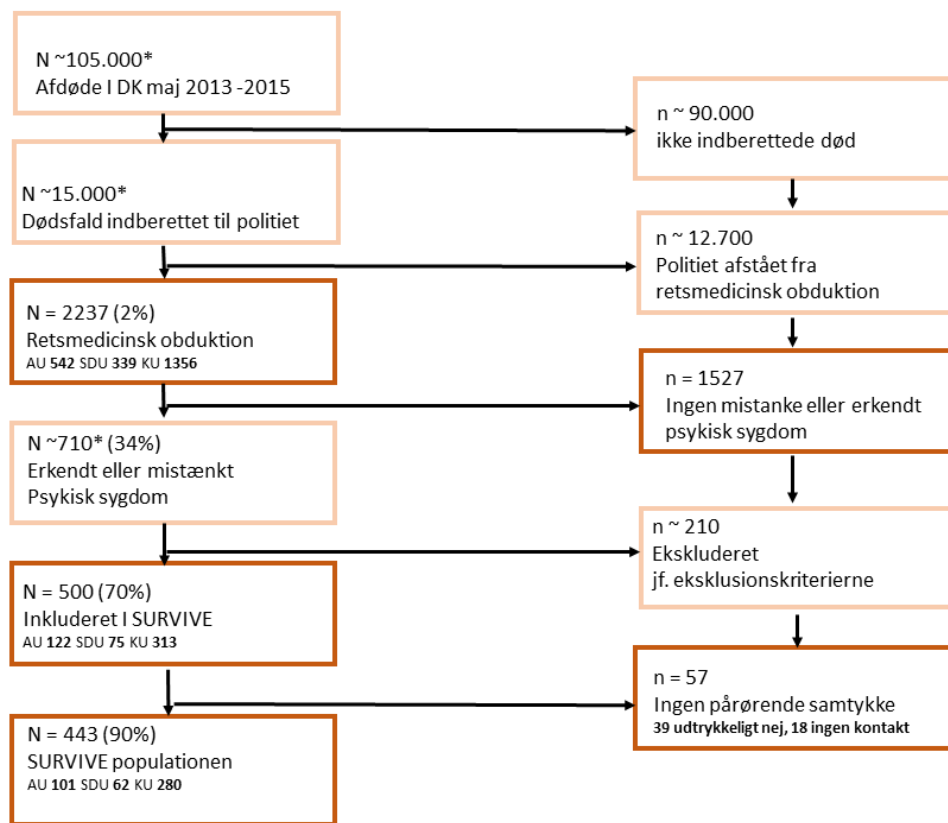 N ~105.000*
Afdøde I DK maj 2013 -2015
n ~ 90.000
ikke indberettede død
N ~15.000*
Dødsfald indberettet til politiet
n ~ 12.700
Politiet afstået fra
retsmedicinsk obduktion
N = 2237 (2%)
Retsmedicinsk obduktion
AU 542 SDU 339 KU 1356
n = 1527
Ingen mistanke eller erkendt
psykisk sygdom
N ~710* (34%)
Erkendt eller mistænkt
Psykisk sygdom
n ~ 210
Ekskluderet
jf. eksklusionskriterierne
N = 500 (70%)
Inkluderet I SURVIVE
AU 122 SDU 75 KU 313
n = 57
Ingen pårørende samtykke
39 udtrykkeligt nej, 18 ingen kontakt
N = 443 (90%)
SURVIVE populationen
AU 101 SDU 62 KU 280